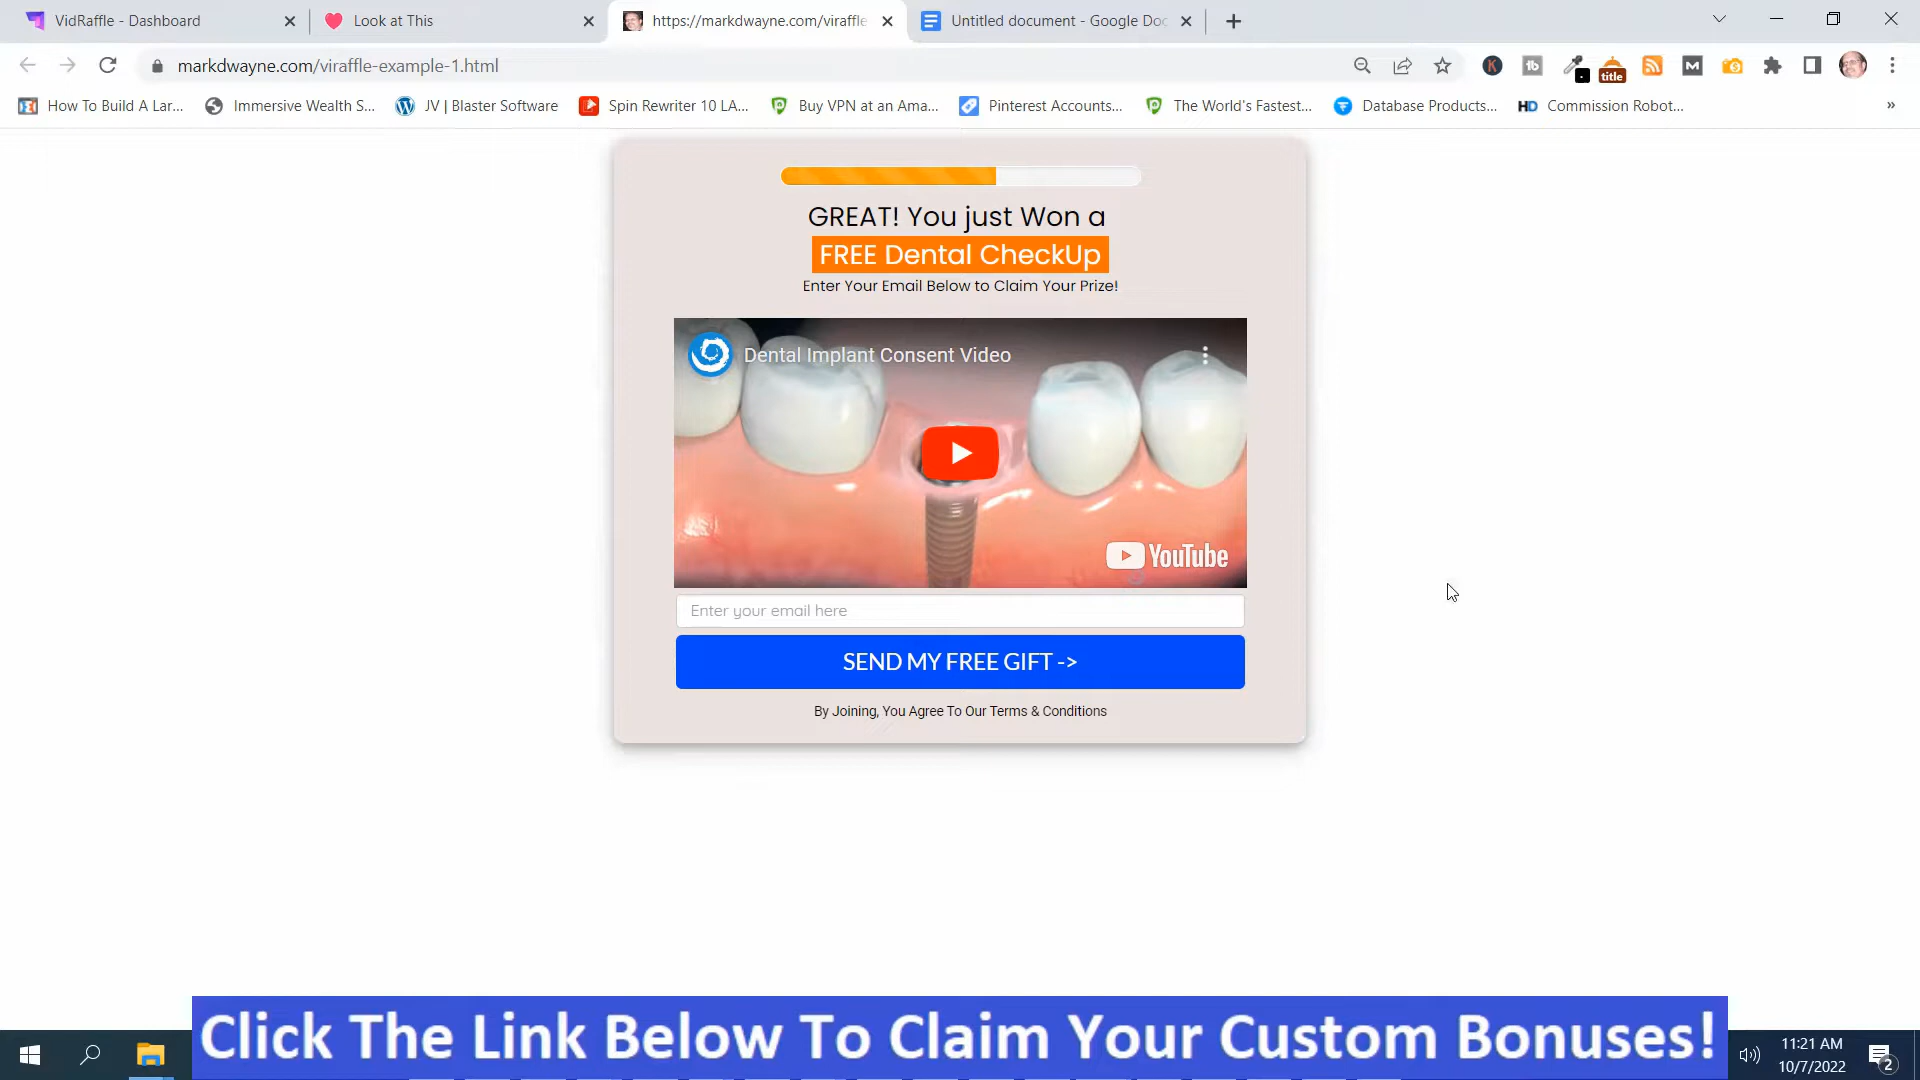 VidRaffle - Dashboard
Look at This
https://markdwayne.com/viraffle
Untitled document - Google Doc
markdwayne.com/viraffle-example-1.html
title
How To Build A Lar...
Immersive Wealth S...
JV | Blaster Software
Spin Rewriter 10 LA...
Buy VPN at an Ama...
Pinterest Accounts...
The World's Fastest...
Database Products...
HD Commission Robot...
»
GREAT! You just Won a
FREE Dental CheckUp
Enter Your Email Below to Claim Your Prize!
Dental Implant Consent Video
YouTube
Enter your email here
SEND MY FREE GIFT ->
By Joining, You Agree To Our Terms & Conditions
Click The Link Below To Claim Your Custom Bonuses!
11:21 AM
10/7/2022
2